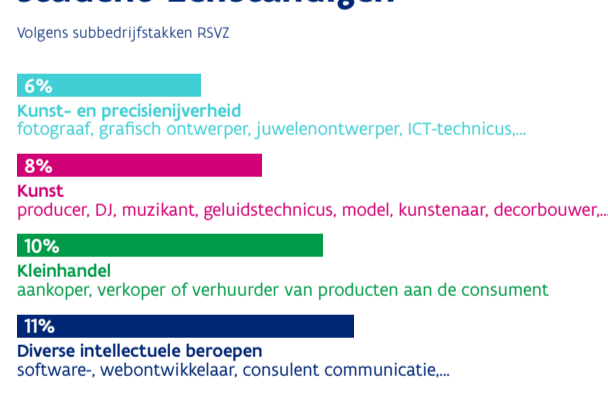 student-zelfstandigen
Volgens subbedrijfstakken RSVZ
6%
Kunst- en precisienijverheid
fotograaf, grafisch ontwerper, juwelenontwerper, ICT-technicus,...
8%
Kunst
producer, DJ, muzikant, geluidstechnicus, model, kunstenaar, decorbouwer,...
10%
Kleinhandel
aankoper, verkoper of verhuurder van producten aan de consument
11%
Diverse intellectuele beroepen
software-, webontwikkelaar, consulent communicatie,...